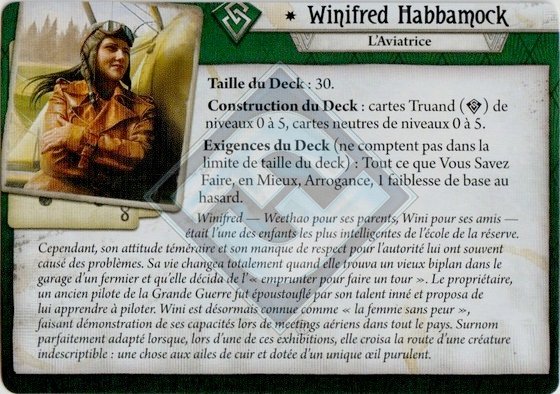 * Winifred Habbamock
L'Aviatrice
Taille du Deck : 30.
Construction du Deck : cartes Truand ( ) de
niveaux 0 à 5, cartes neutres de niveaux 0 à 5.
Exigences du Deck (ne comptent pas dans la
limite de taille du deck) : Tout ce que Vous Savez
Faire, en Mieux, Arrogance, 1 faiblesse de base au
hasard.
Winifred — Weethao pour ses parents, Wini pour ses amis —
était l'une des enfants les plus intelligentes de l'école de la réserve.
Cependant, son attitude téméraire et son manque de respect pour l'autorité lui ont souvent
causé des problèmes. Sa vie changea totalement quand elle trouva un vieux biplan dans le
garage d'un fermier et qu'elle décida de l'« emprunter pour faire un tour ». Le propriétaire,
un ancien pilote de la Grande Guerre fut époustouflé par son talent inné et proposa de
lui apprendre à piloter. Wini est désormais connue comme « la femme sans peur »,
faisant démonstration de ses capacités lors de meetings aériens dans tout le pays. Surnom
parfaitement adapté lorsque, lors d'une de ces exhibitions, elle croisa la route d'une créature
indescriptible : une chose aux ailes de cuir et dotée d'un unique œil purulent.